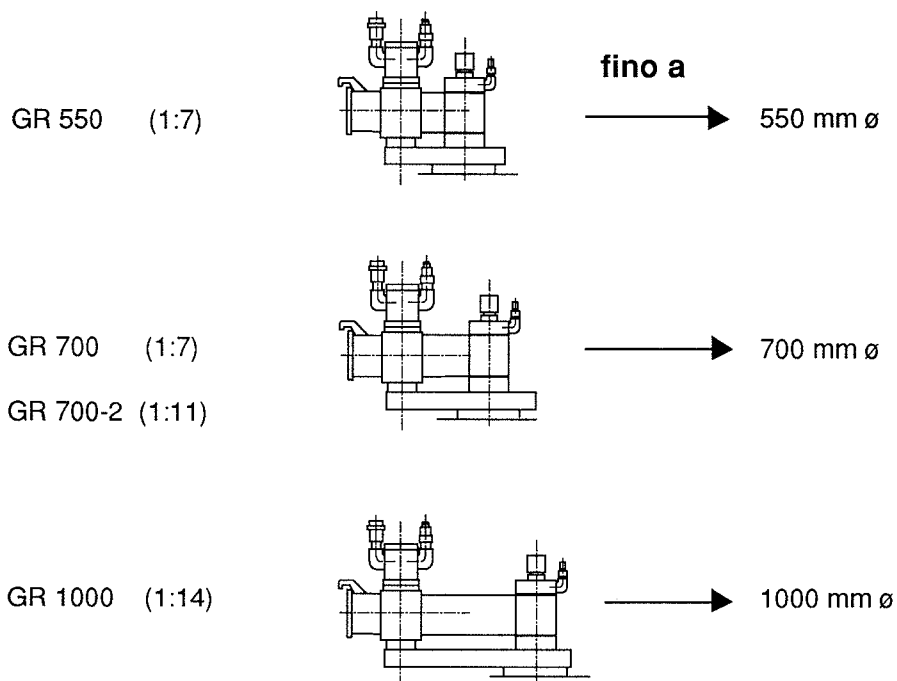 fino a
GR 550 (1:7) 550 mm ø
GR 700 (1:7) 700 mm ø
GR 700-2 (1:11)
GR 1000 (1:14) 1000 mm ø